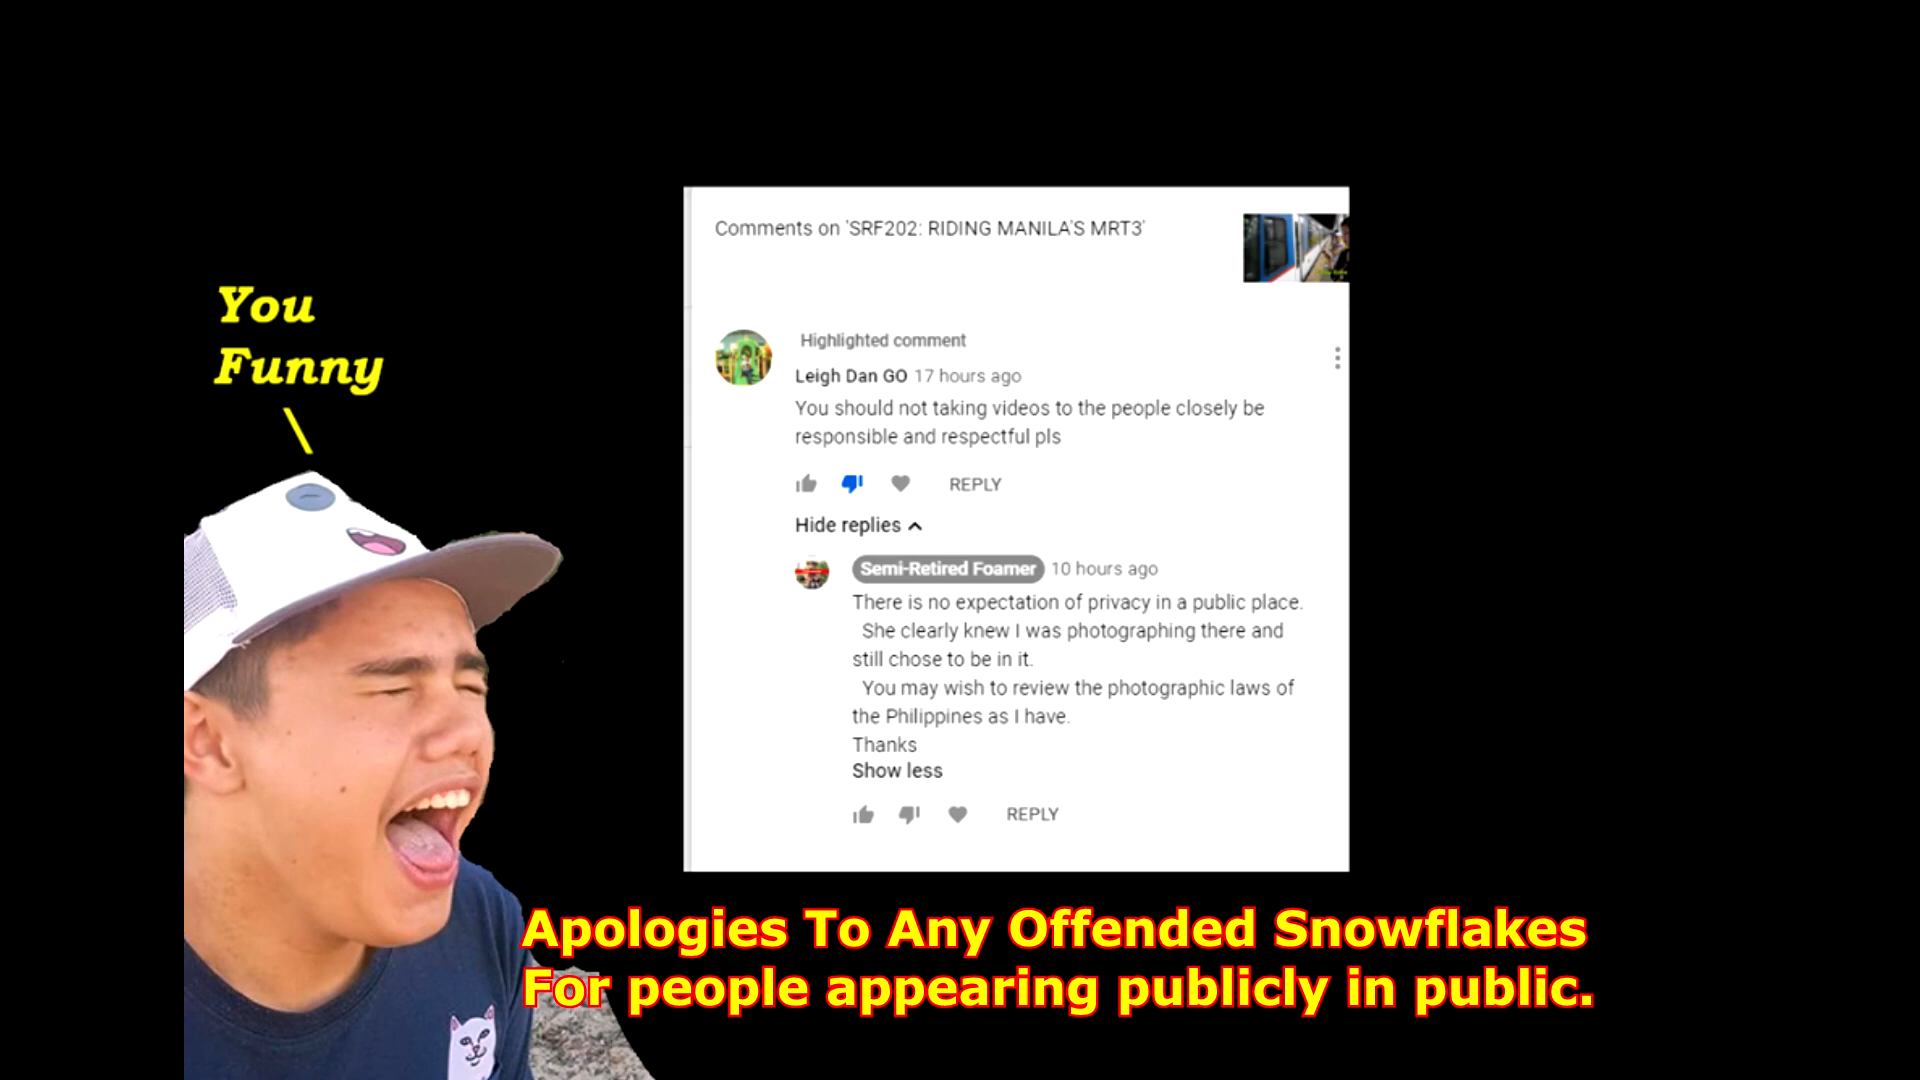 You
Funny
Comments on 'SRF202: RIDING MANILA'S MRT3'
Highlighted comment
Leigh Dan GO 17 hours ago
You should not taking videos to the people closely be
responsible and respectful pls
REPLY
Hide replies
Semi-Retired Foamer 10 hours ago
There is no expectation of privacy in a public place.
She clearly knew I was photographing there and
still chose to be in it.
You may wish to review the photographic laws of
the Philippines as I have.
Thanks
Show less
REPLY
Apologies To Any Offended Snowflakes
For people appearing publicly in public.